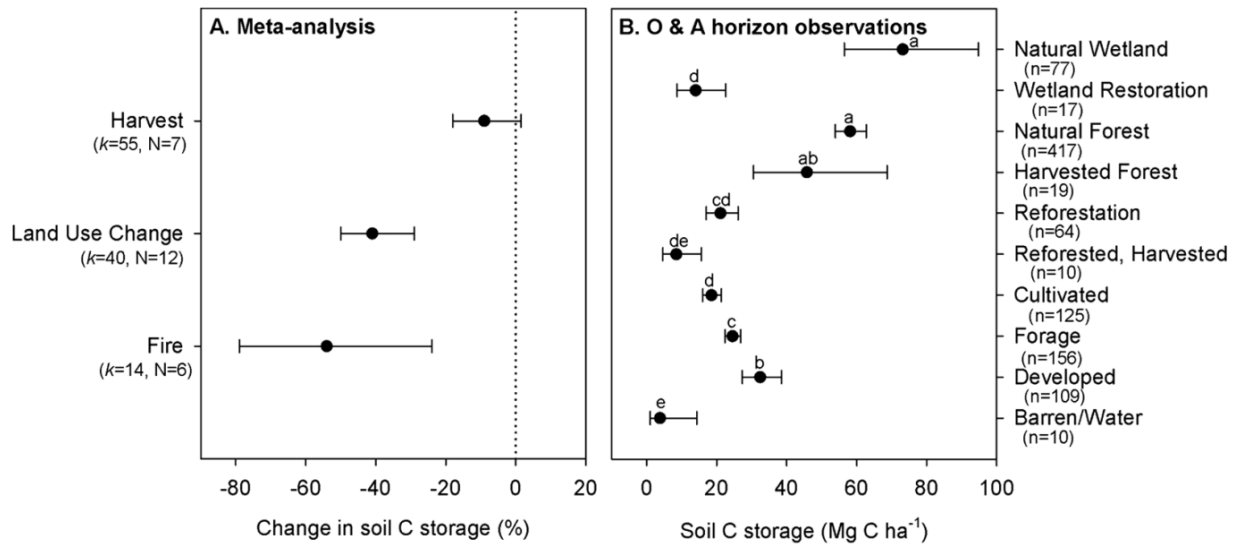 A. Meta-analysis
Harvest
(k=55, N=7)
Land Use Change
(k=40, N=12)
Fire
(k=14, N=6)
-80 -60 -40 -20 0 20
Change in soil C storage (%)
B. O & A horizon observations
a
Natural Wetland
(n=77)
d
Wetland Restoration
(n=17)
a
Natural Forest
(n=417)
ab
Harvested Forest
(n=19)
cd
Reforestation
(n=64)
de
Reforested, Harvested
(n=10)
d
Cultivated
(n=125)
c
Forage
(n=156)
b
Developed
(n=109)
e
Barren/Water
(n=10)
0 20 40 60 80 100
Soil C storage (Mg C ha⁻¹)